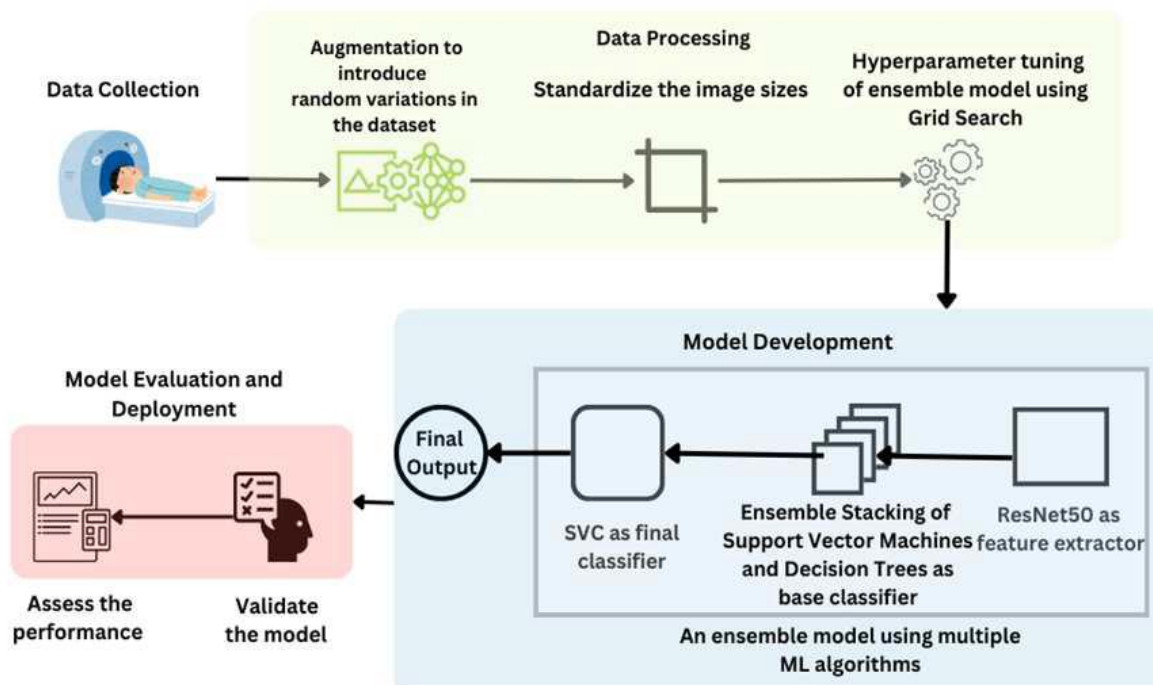 Data Collection
Augmentation to
introduce
random variations in
the dataset
Data Processing
Standardize the image sizes
Hyperparameter tuning
of ensemble model using
Grid Search
Model Development
ResNet50 as
feature extractor
Ensemble Stacking of
Support Vector Machines
and Decision Trees as
base classifier
SVC as final
classifier
An ensemble model using multiple
ML algorithms
Final
Output
Model Evaluation and
Deployment
Validate
the model
Assess the
performance